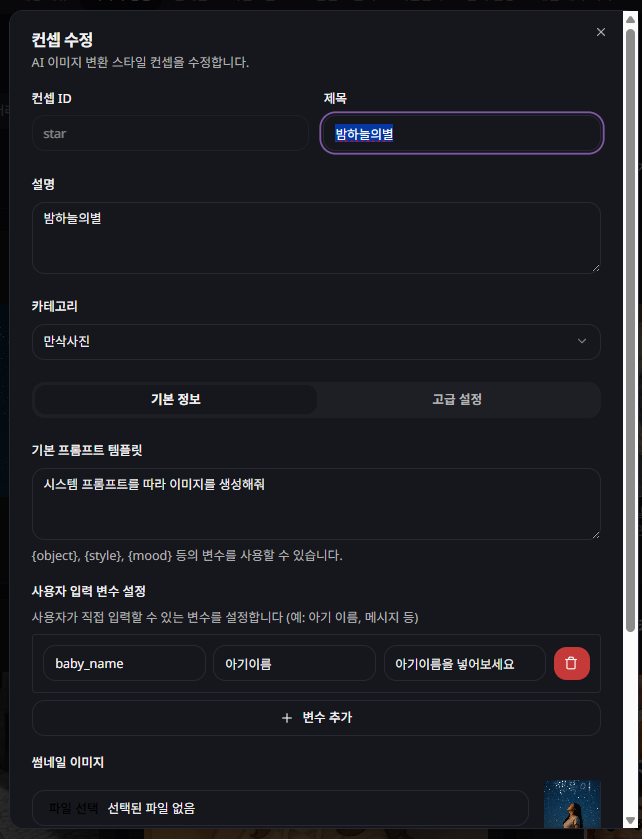 컨셉 수정
AI 이미지 변환 스타일 컨셉을 수정합니다.
컨셉 ID
제목
star
밤하늘의별
설명
밤하늘의별
카테고리
만삭사진
기본 정보
고급 설정
기본 프롬프트 템플릿
시스템 프롬프트를 따라 이미지를 생성해줘
{object}, {style}, {mood} 등의 변수를 사용할 수 있습니다.
사용자 입력 변수 설정
사용자가 직접 입력할 수 있는 변수를 설정합니다 (예: 아기 이름, 메시지 등)
baby_name
아기이름
아기이름을 넣어보세요
+ 변수 추가
썸네일 이미지
파일 선택 선택된 파일 없음